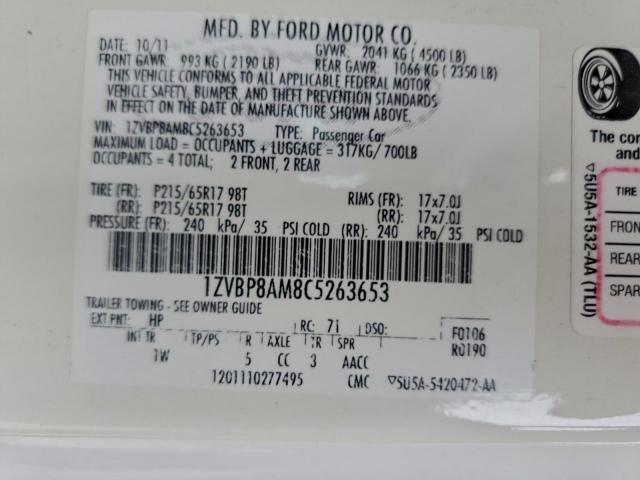 MFD. BY FORD MOTOR CO.
DATE: 10/11 GVWR: 2041 KG (4500 LB)
FRONT GAWR: 993 KG (2190 LB) REAR GAWR: 1066 KG (2350 LB)
THIS VEHICLE CONFORMS TO ALL APPLICABLE FEDERAL MOTOR
VEHICLE SAFETY, BUMPER, AND THEFT PREVENTION STANDARDS
IN EFFECT ON THE DATE OF MANUFACTURE SHOWN ABOVE.
VIN: 1ZVBP8AM8C5263653 TYPE: Passenger Car
MAXIMUM LOAD = OCCUPANTS + LUGGAGE = 317KG/ 700LB
OCCUPANTS = 4 TOTAL; 2 FRONT, 2 REAR
TIRE (FR): P215/65R17 98T RIMS (FR): 17x7.0J
(RR): P215/65R17 98T (RR): 17x7.0J
PRESSURE (FR): 240 kPa/ 35 PSI COLD (RR): 240 kPa/ 35 PSI COLD
1ZVBP8AM8C5263653
TRAILER TOWING - SEE OWNER GUIDE
EXT PNT: HP RC: 71 DSO: F0106
INT TR TP/PS R AXLE TR SPR R0190
1W 5 CC 3 AACC
1201110277495 CMC ▽5U5A-5420472-AA
The con
and
▽5U5A-1532-AA (TLU)
TIRE
FRON
REAR
SPAR